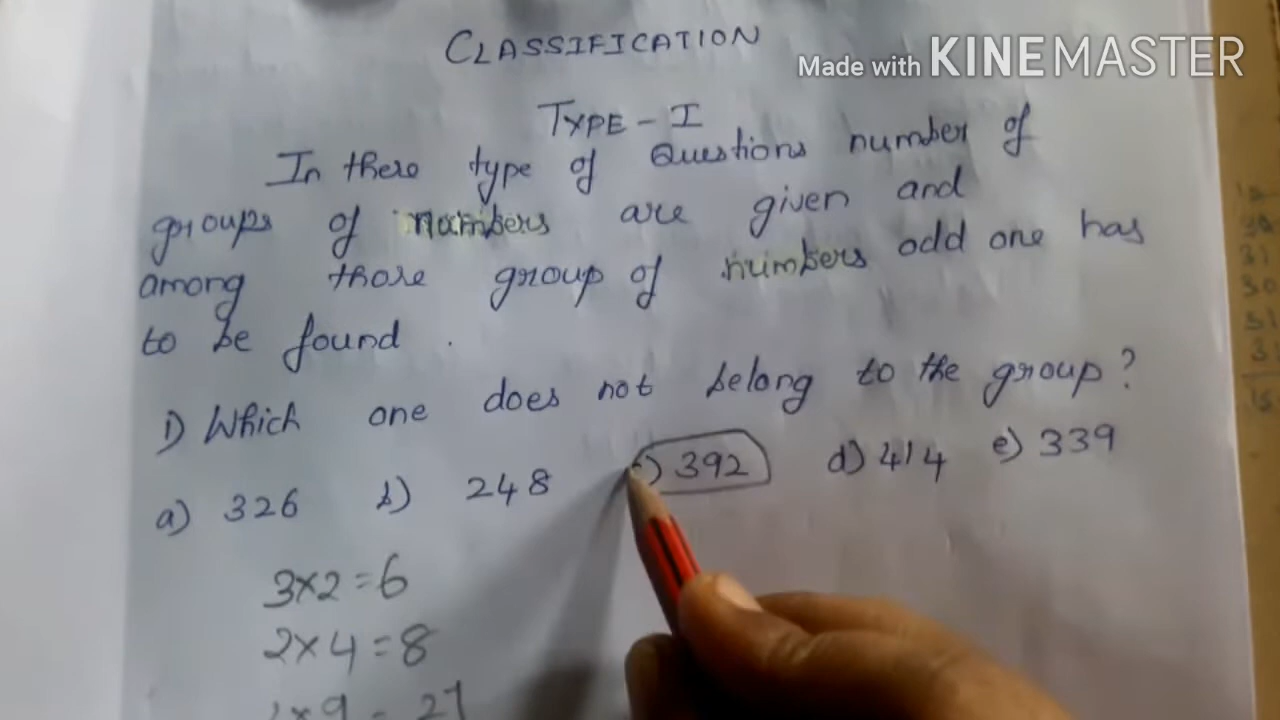 CLASSIFICATION
Made with KINEMASTER
TYPE - I
In these type of Questions number of
groups of numbers are given and
among those group of numbers odd one has
to be found .
1) Which one does not belong to the group?
a) 326 b) 248 c) 392 d) 414 e) 339
3×2=6
2×4=8
×9 = 27